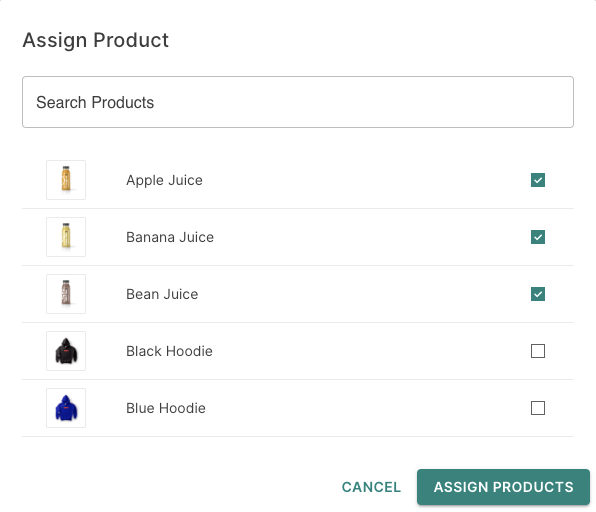 Assign Product
Search Products
Apple Juice
Banana Juice
Bean Juice
Black Hoodie
Blue Hoodie
CANCEL
ASSIGN PRODUCTS